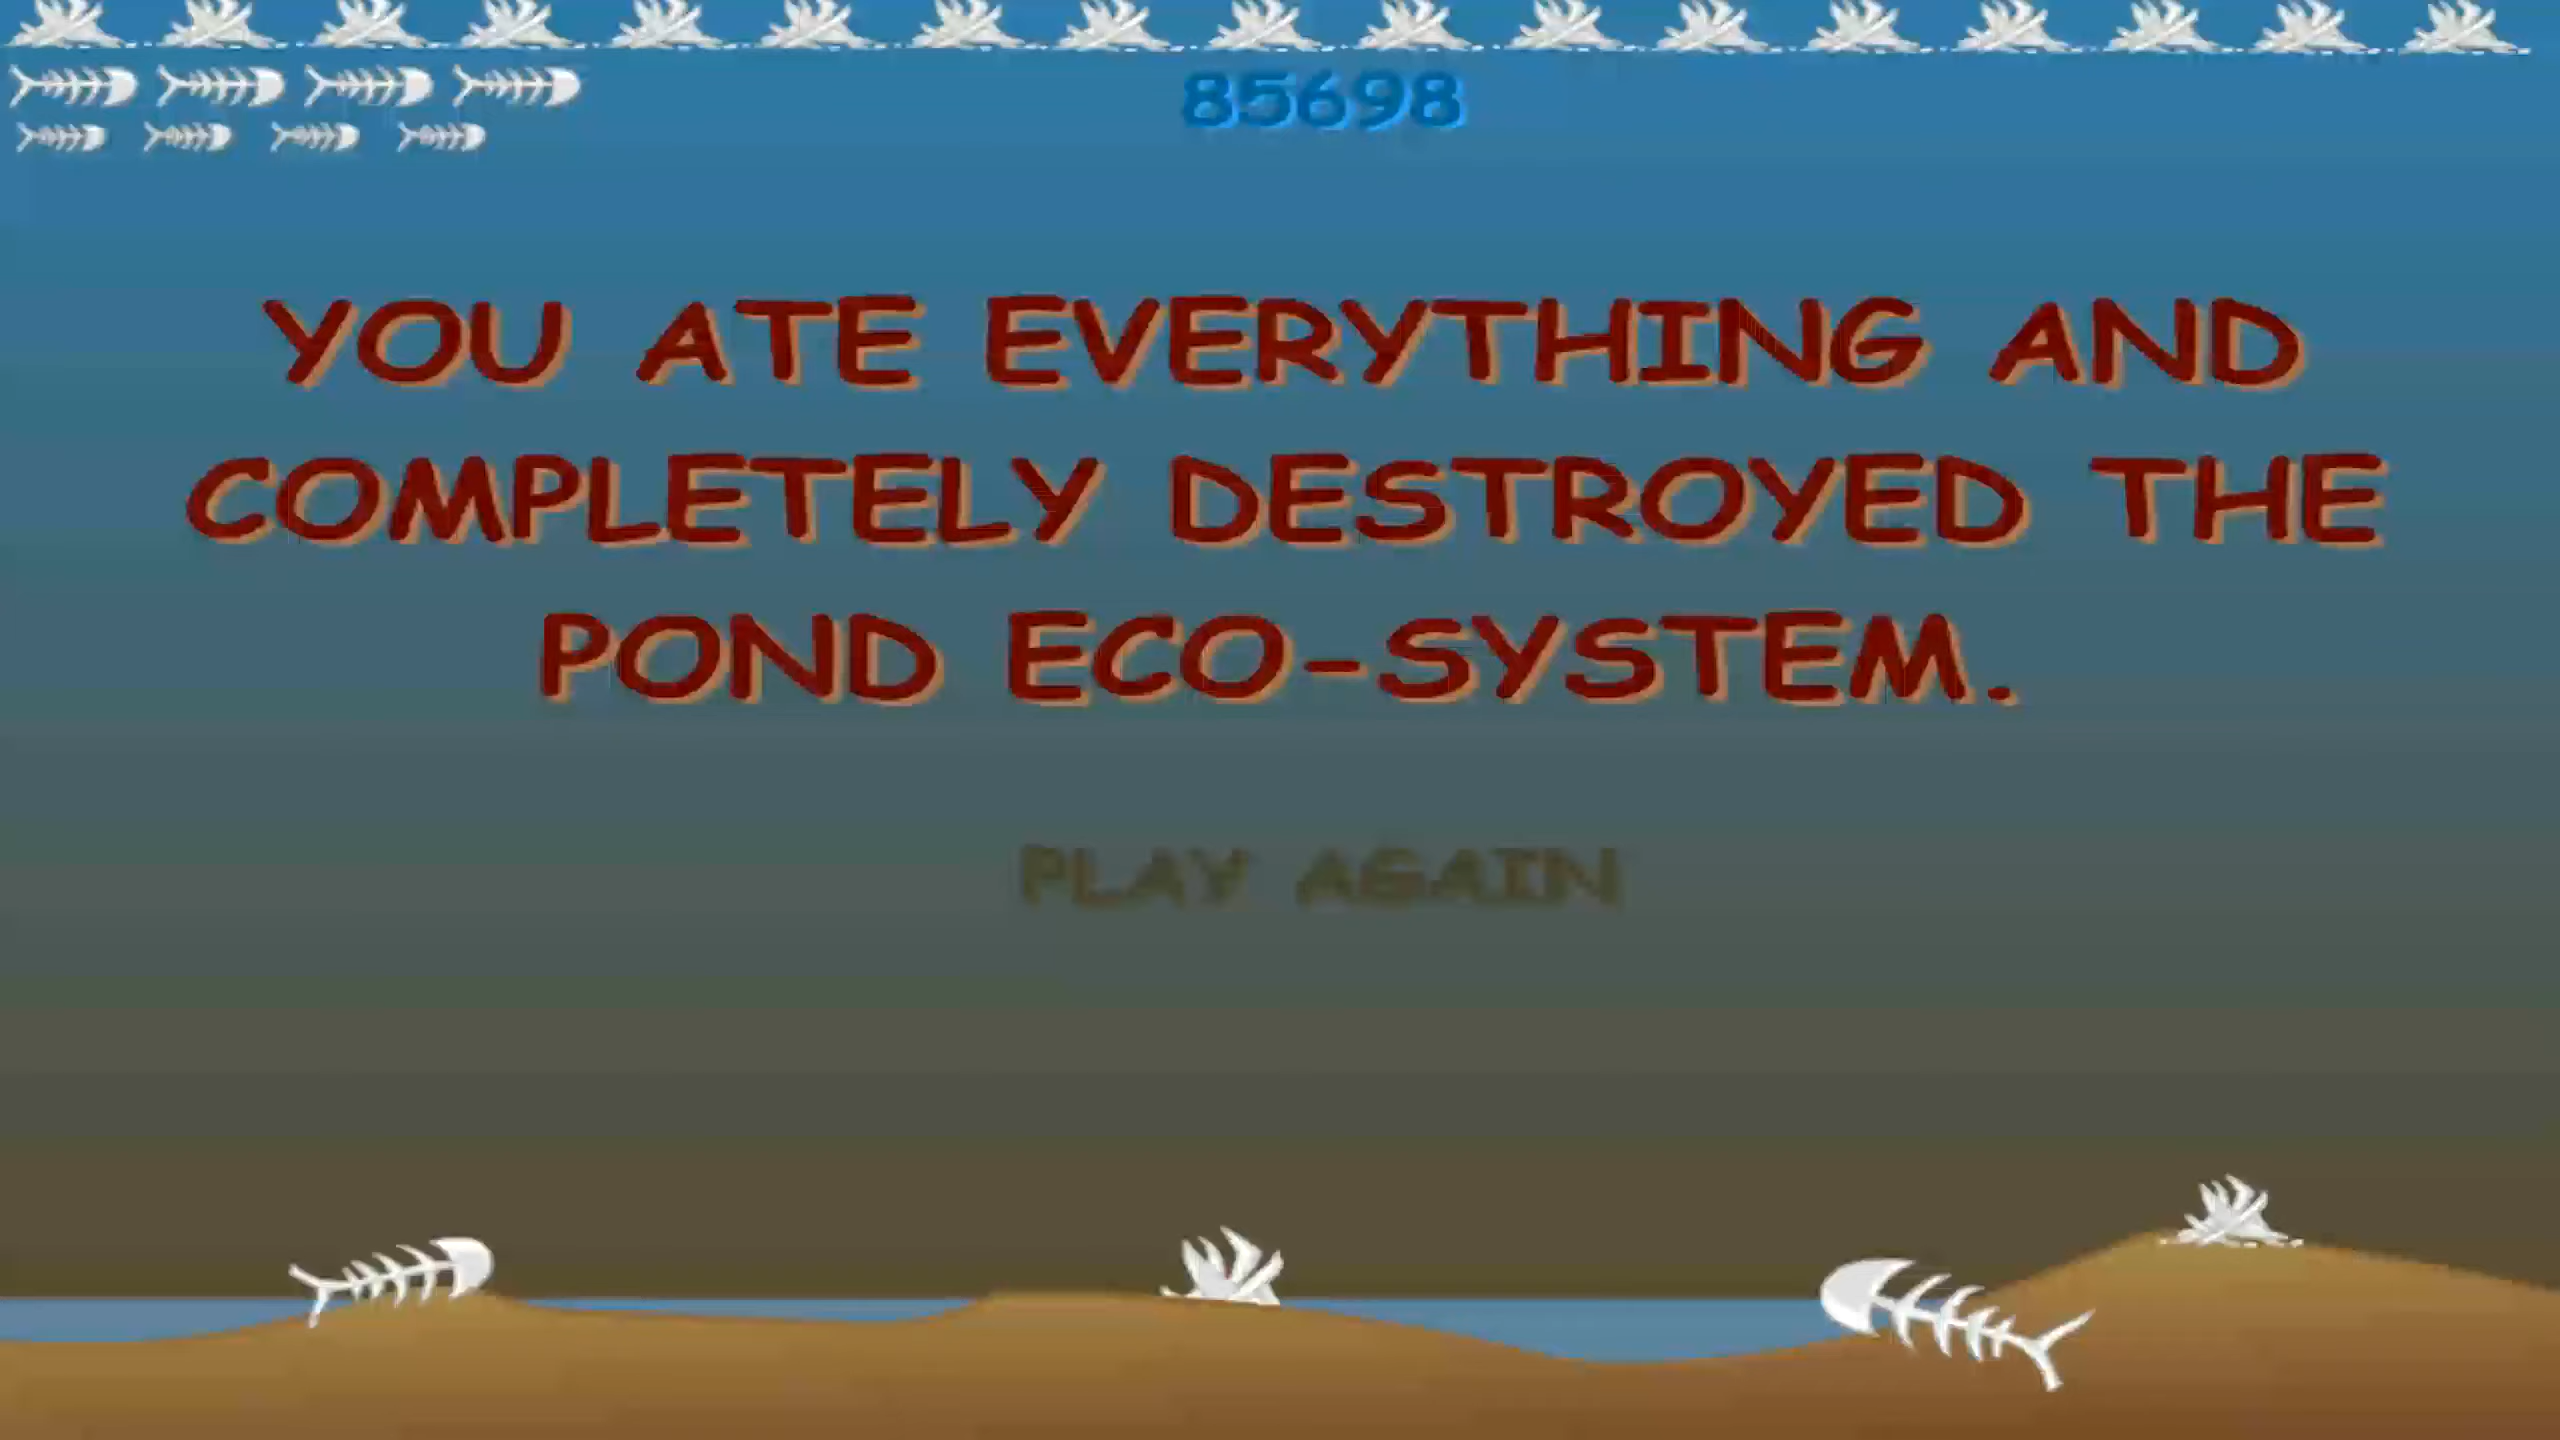 85698
YOU ATE EVERYTHING AND
COMPLETELY DESTROYED THE
POND ECO-SYSTEM.
PLAY AGAIN